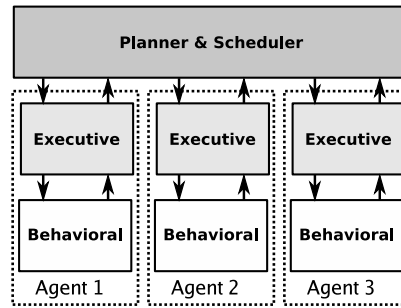 Planner & Scheduler
Executive Executive Executive
Behavioral Behavioral Behavioral
Agent 1 Agent 2 Agent 3